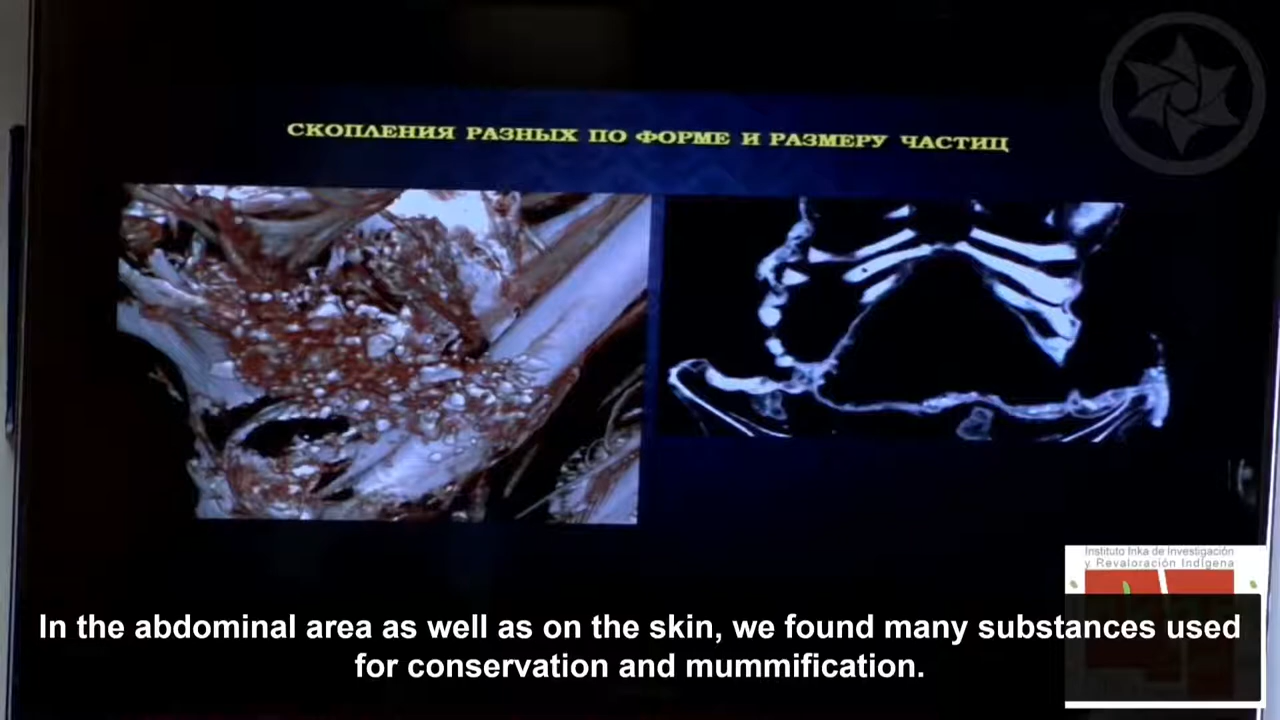 СКОПЛЕНИЯ РАЗНЫХ ПО ФОРМЕ И РАЗМЕРУ ЧАСТИЦ
Instituto Inka de Investigación
y Revaloración Indígena
In the abdominal area as well as on the skin, we found many substances used
for conservation and mummification.